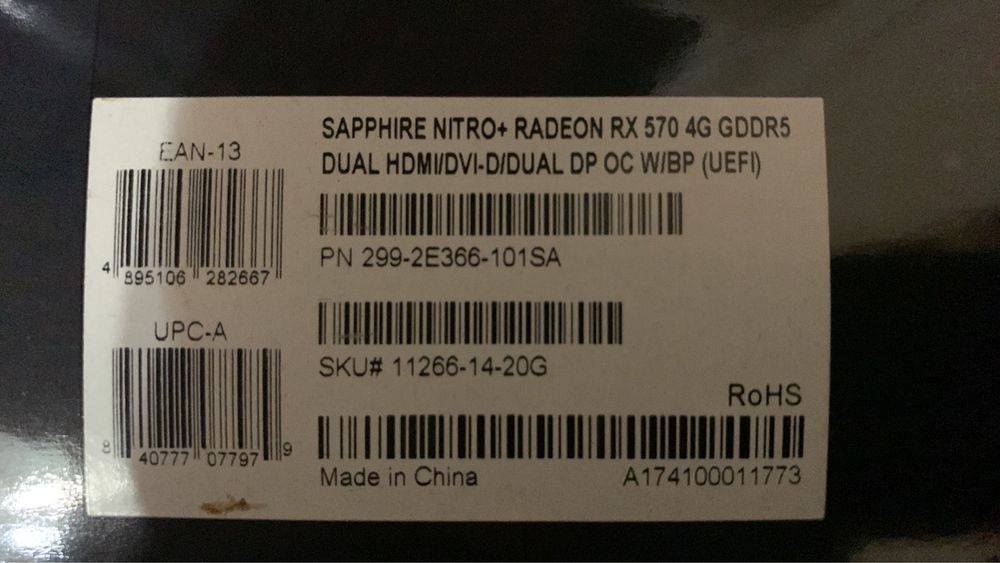 EAN-13
4 895106 282667
UPC-A
8 40777 07797 9
SAPPHIRE NITRO+ RADEON RX 570 4G GDDR5
DUAL HDMI/DVI-D/DUAL DP OC W/BP (UEFI)
PN 299-2E366-101SA
SKU# 11266-14-20G
RoHS
Made in China A174100011773